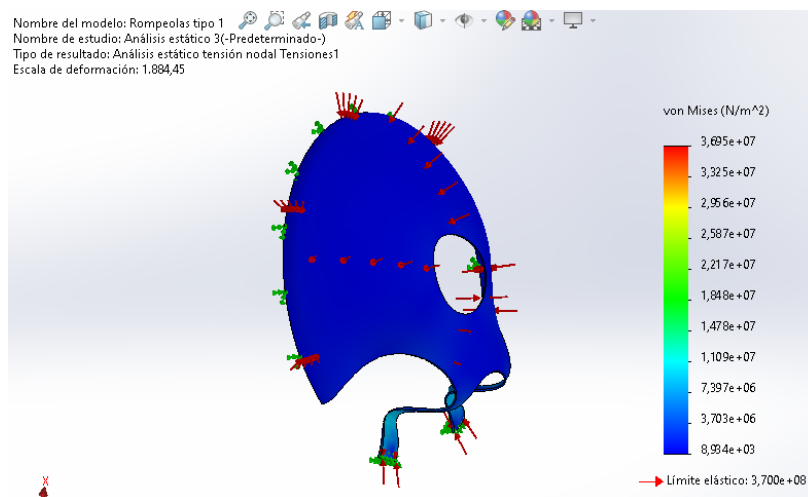 Nombre del modelo: Rompeolas tipo 1
Nombre de estudio: Análisis estático 3(-Predeterminado-)
Tipo de resultado: Análisis estático tensión nodal Tensiones1
Escala de deformación: 1.884,45
von Mises (N/m^2)
3,695e+07
3,325e+07
2,956e+07
2,587e+07
2,217e+07
1,848e+07
1,478e+07
1,109e+07
7,397e+06
3,703e+06
8,934e+03
Límite elástico: 3,700e+08
X